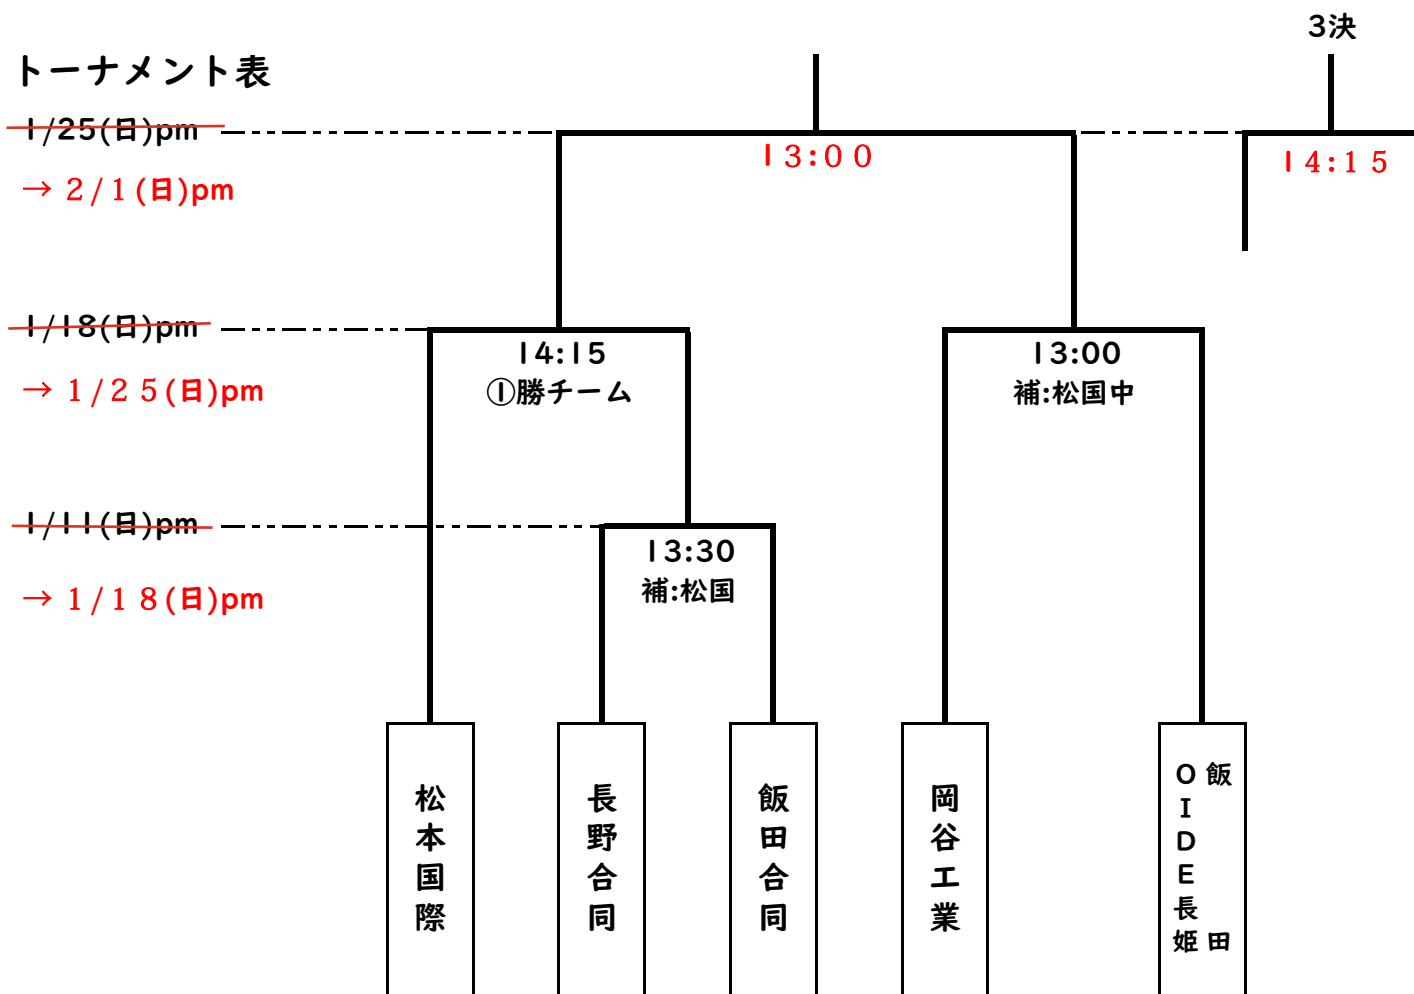 3決
トーナメント表
1/25(日)pm
13:00
14:15
→ 2/1(日)pm
1/18(日)pm
14:15
①勝チーム
13:00
補:松国中
→ 1/25(日)pm
1/11(日)pm
13:30
補:松国
→ 1/18(日)pm
松本国際
長野合同
飯田合同
岡谷工業
飯田
OIDE長姫